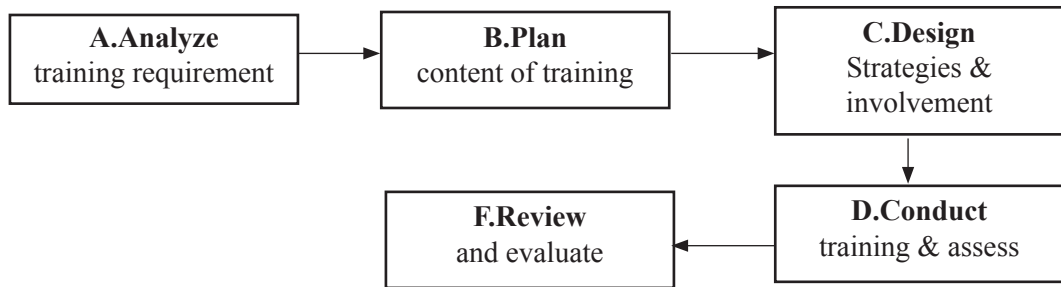 A.Analyze
training requirement
B.Plan
content of training
C.Design
Strategies &
involvement
D.Conduct
training & assess
F.Review
and evaluate